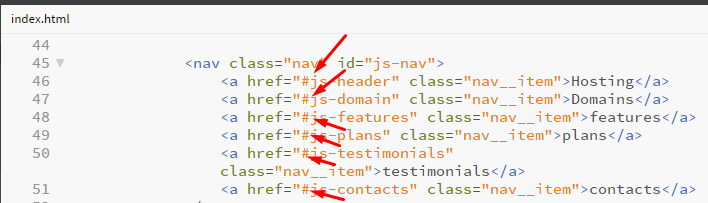 index.html
44
45 <nav class="nav" id="js-nav">
46 <a href="#js-header" class="nav__item">Hosting</a>
47 <a href="#js-domain" class="nav__item">Domains</a>
48 <a href="#js-features" class="nav__item">features</a>
49 <a href="#js-plans" class="nav__item">plans</a>
50 <a href="#js-testimonials"
class="nav__item">testimonials</a>
51 <a href="#js-contacts" class="nav__item">contacts</a>